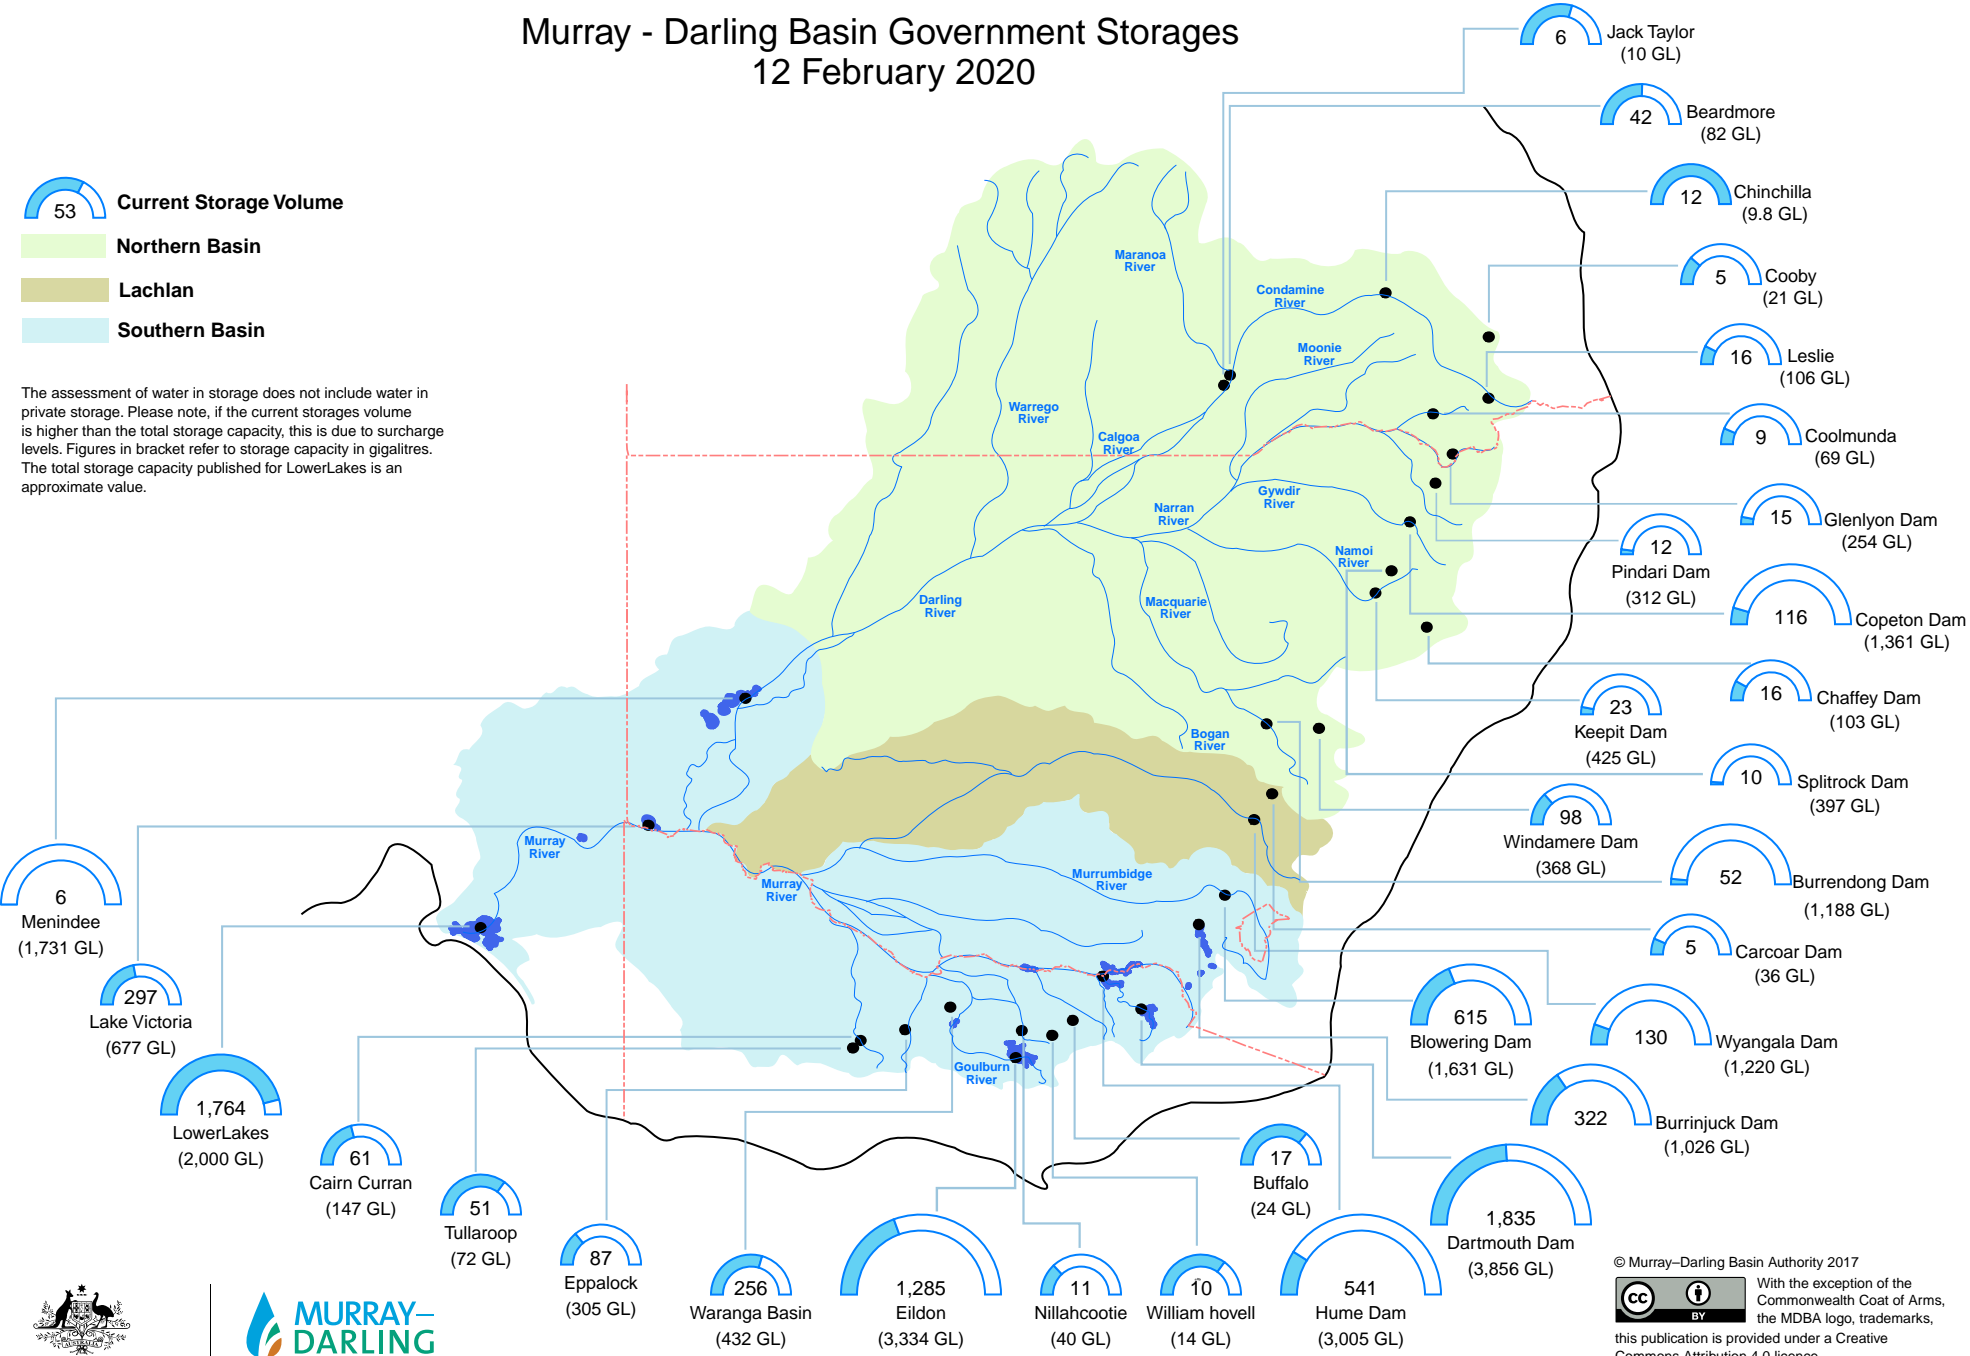 Murray - Darling Basin Government Storages
12 February 2020
53
Current Storage Volume
Northern Basin
Lachlan
Southern Basin
The assessment of water in storage does not include water in
private storage. Please note, if the current storages volume
is higher than the total storage capacity, this is due to surcharge
levels. Figures in bracket refer to storage capacity in gigalitres.
The total storage capacity published for LowerLakes is an
approximate value.
6
Jack Taylor
(10 GL)
42
Beardmore
(82 GL)
12
Chinchilla
(9.8 GL)
5
Cooby
(21 GL)
16
Leslie
(106 GL)
9
Coolmunda
(69 GL)
15
Glenlyon Dam
(254 GL)
12
Pindari Dam
(312 GL)
116
Copeton Dam
(1,361 GL)
16
Chaffey Dam
(103 GL)
23
Keepit Dam
(425 GL)
10
Splitrock Dam
(397 GL)
98
Windamere Dam
(368 GL)
52
Burrendong Dam
(1,188 GL)
5
Carcoar Dam
(36 GL)
615
Blowering Dam
(1,631 GL)
130
Wyangala Dam
(1,220 GL)
322
Burrinjuck Dam
(1,026 GL)
1,835
Dartmouth Dam
(3,856 GL)
17
Buffalo
(24 GL)
541
Hume Dam
(3,005 GL)
10
William hovell
(14 GL)
11
Nillahcootie
(40 GL)
1,285
Eildon
(3,334 GL)
256
Waranga Basin
(432 GL)
87
Eppalock
(305 GL)
51
Tullaroop
(72 GL)
61
Cairn Curran
(147 GL)
1,764
LowerLakes
(2,000 GL)
297
Lake Victoria
(677 GL)
6
Menindee
(1,731 GL)
Maranoa
River
Condamine
River
Moonie
River
Warrego
River
Calgoa
River
Gywdir
River
Narran
River
Namoi
River
Darling
River
Macquarie
River
Bogan
River
Murray
River
Murray
River
Murrumbidge
River
Goulburn
River
MURRAY–
DARLING
© Murray–Darling Basin Authority 2017
cc
BY
With the exception of the
Commonwealth Coat of Arms,
the MDBA logo, trademarks,
this publication is provided under a Creative
Commons Attribution 4.0 licence